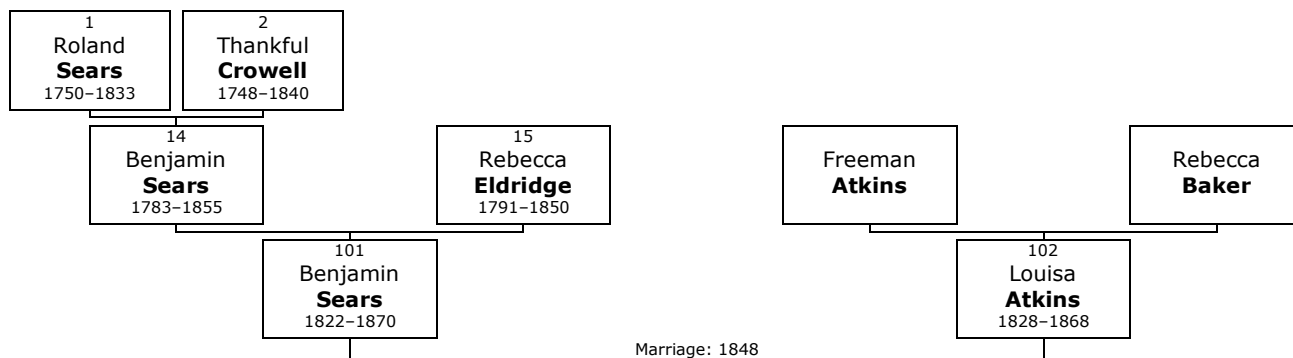 1
Roland
Sears
1750–1833
2
Thankful
Crowell
1748–1840
14
Benjamin
Sears
1783–1855
15
Rebecca
Eldridge
1791–1850
Freeman
Atkins
Rebecca
Baker
101
Benjamin
Sears
1822–1870
102
Louisa
Atkins
1828–1868
Marriage: 1848